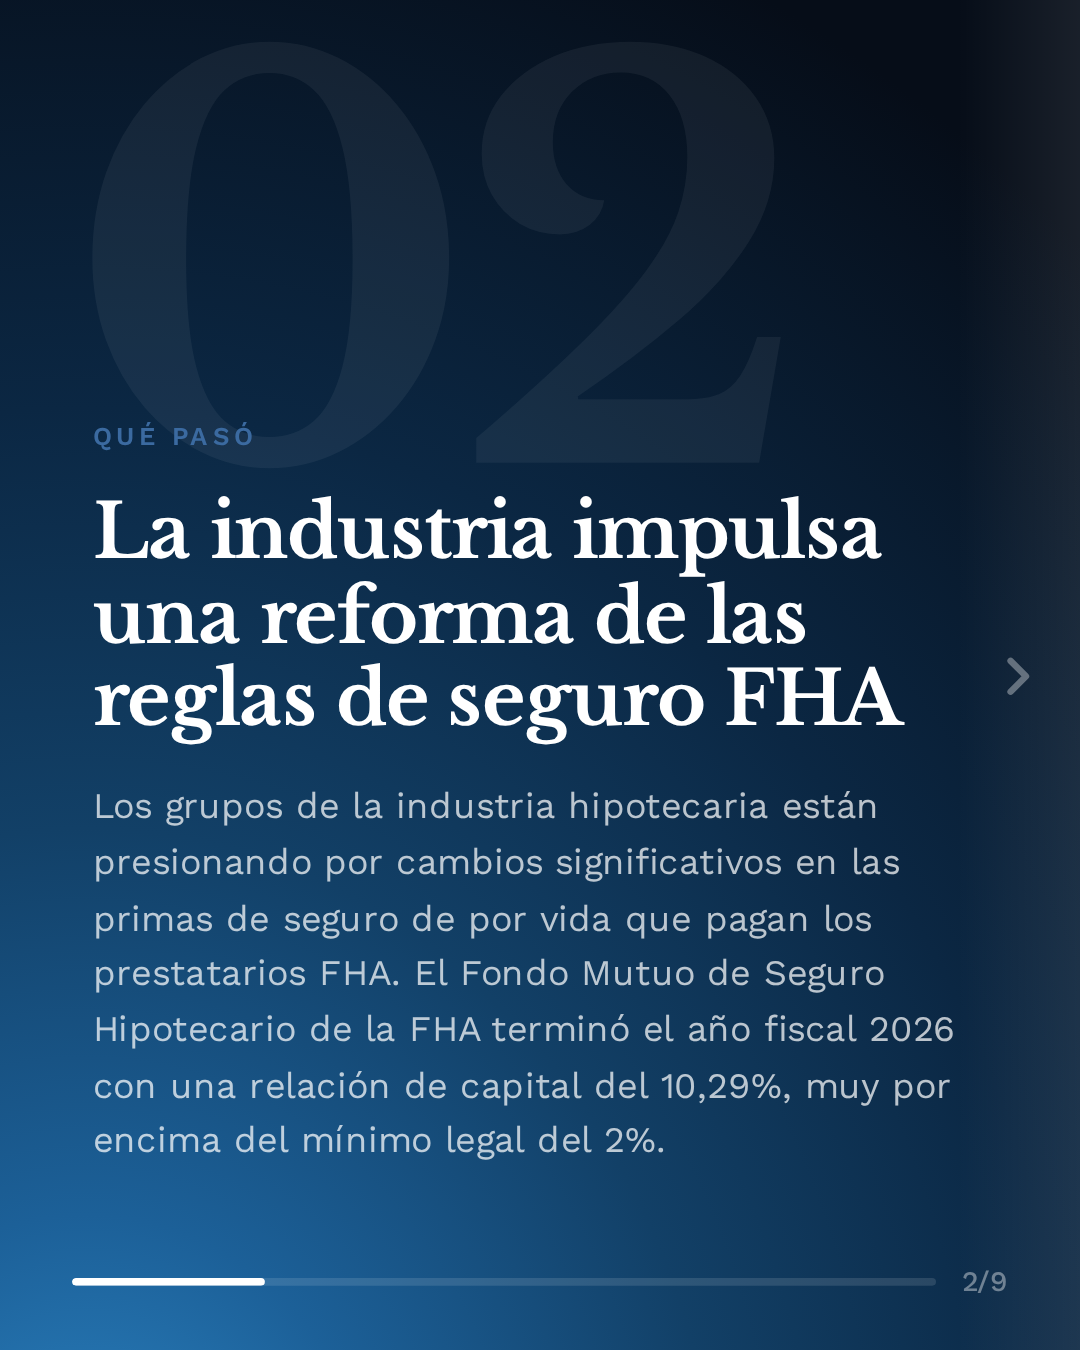 02
QUÉ PASÓ
La industria impulsa
una reforma de las
reglas de seguro FHA
Los grupos de la industria hipotecaria están
presionando por cambios significativos en las
primas de seguro de por vida que pagan los
prestatarios FHA. El Fondo Mutuo de Seguro
Hipotecario de la FHA terminó el año fiscal 2026
con una relación de capital del 10,29%, muy por
encima del mínimo legal del 2%.
2/9